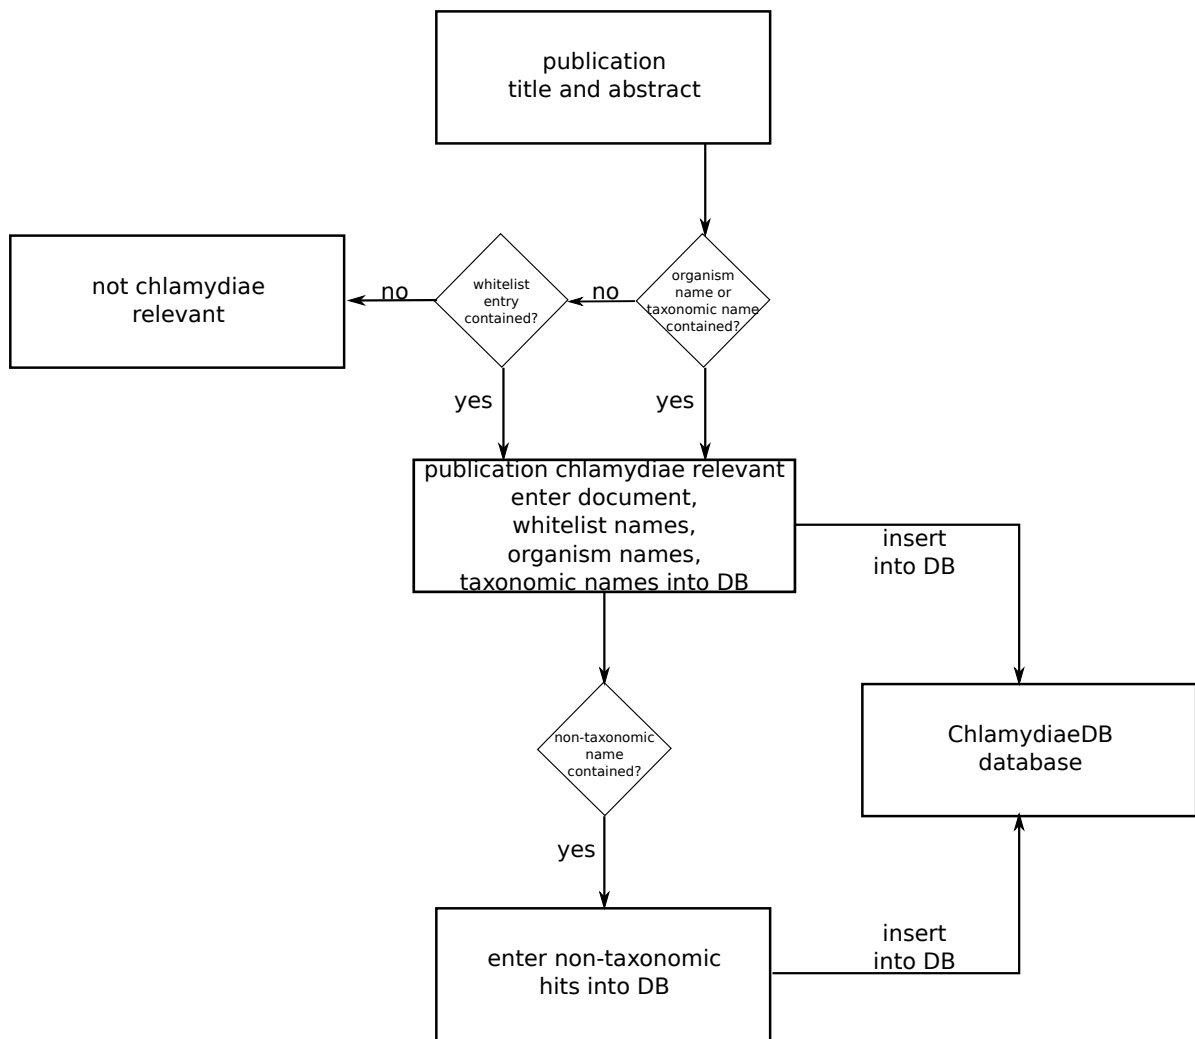 publication
title and abstract
not chlamydiae
relevant
no
whitelist
entry
contained?
no
organism
name or
taxonomic name
contained?
yes
yes
publication chlamydiae relevant
enter document,
whitelist names,
organism names,
taxonomic names into DB
insert
into DB
non-taxonomic
name
contained?
ChlamydiaeDB
database
yes
enter non-taxonomic
hits into DB
insert
into DB